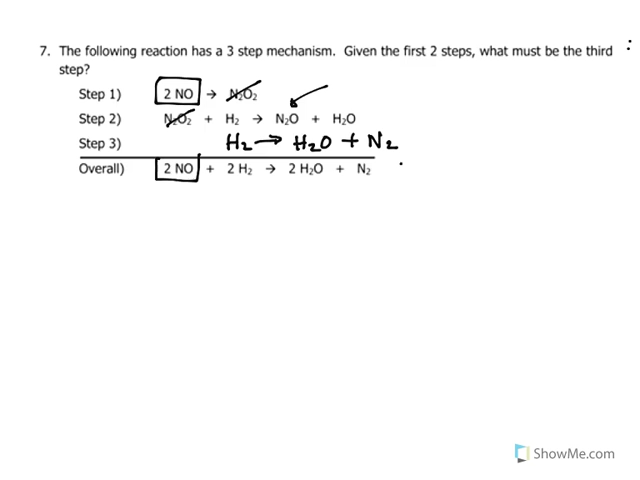 7. The following reaction has a 3 step mechanism. Given the first 2 steps, what must be the third
step?
Step 1) 2 NO → N₂O₂
Step 2) N₂O₂ + H₂ → N₂O + H₂O
Step 3) H₂ → H₂O + N₂
Overall) 2 NO + 2 H₂ → 2 H₂O + N₂
ShowMe.com